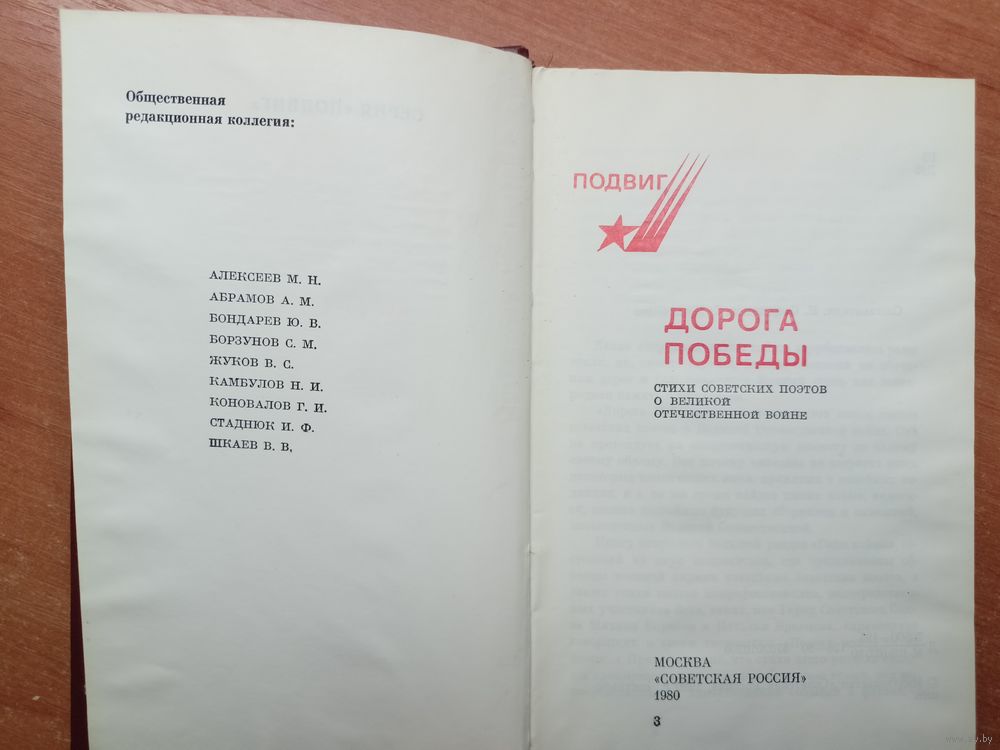 Общественная
редакционная коллегия:
АЛЕКСЕЕВ М. Н.
АБРАМОВ А. М.
БОНДАРЕВ Ю. В.
БОРЗУНОВ С. М.
ЖУКОВ В. С.
КАМБУЛОВ Н. И.
КОНОВАЛОВ Г. И.
СТАДНЮК И. Ф.
ШКАЕВ В. В,
ПОДВИГ
ДОРОГА
ПОБЕДЫ
СТИХИ СОВЕТСКИХ ПОЭТОВ
О ВЕЛИКОЙ
ОТЕЧЕСТВЕННОЙ ВОЙНЕ
МОСКВА
«СОВЕТСКАЯ РОССИЯ»
1980
3